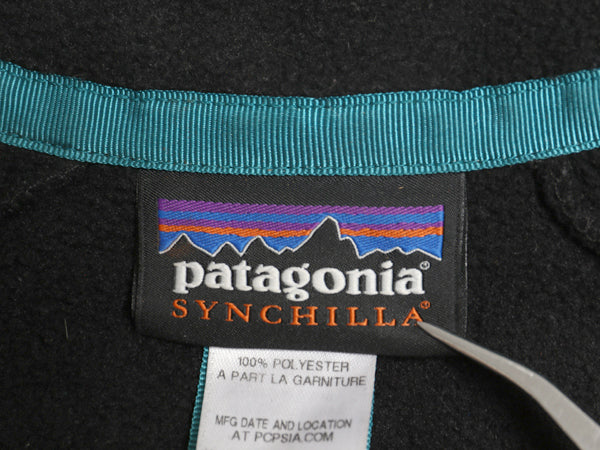 patagonia®
SYNCHILLA®
100% POLYESTER
A PART LA GARNITURE
MFG DATE AND LOCATION
AT PCPSIA.COM